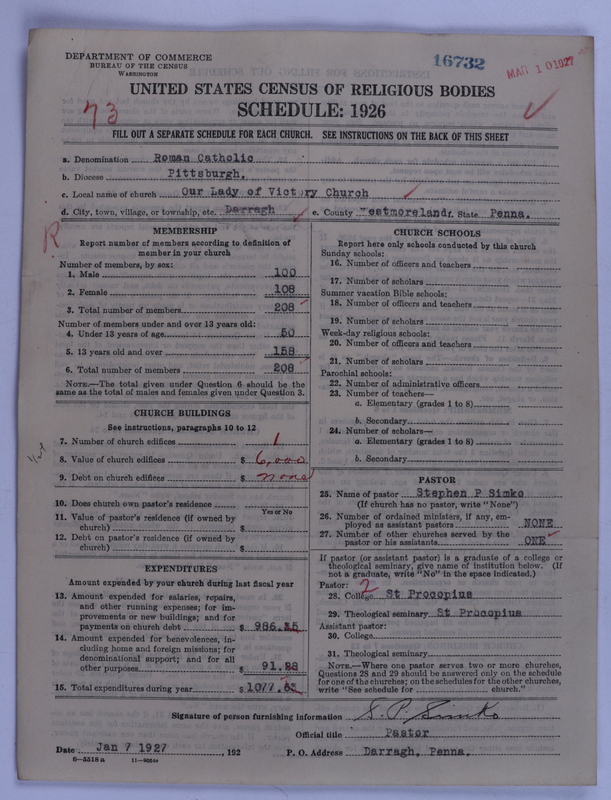 DEPARTMENT OF COMMERCE
BUREAU OF THE CENSUS
WASHINGTON
16732
MAR 10 1927
UNITED STATES CENSUS OF RELIGIOUS BODIES
73
SCHEDULE: 1926
FILL OUT A SEPARATE SCHEDULE FOR EACH CHURCH. SEE INSTRUCTIONS ON THE BACK OF THIS SHEET
a. Denomination Roman Catholic
b. Diocese Pittsburgh,
c. Local name of church Our Lady of Victory Church
d. City, town, village, or township, etc. Darragh e. County Westmoreland f. State Penna.
R
MEMBERSHIP
Report number of members according to definition of
member in your church
Number of members, by sex:
1. Male 100
2. Female 108
3. Total number of members 208
Number of members under and over 13 years old:
4. Under 13 years of age 50
5. 13 years old and over 158
6. Total number of members 208
NOTE.—The total given under Question 6 should be the
same as the total of males and females given under Question 3.
CHURCH BUILDINGS
See instructions, paragraphs 10 to 12
7. Number of church edifices 1
8. Value of church edifices $ 6,000
9. Debt on church edifices $ none
10. Does church own pastor's residence
Yes or No
11. Value of pastor's residence (if owned by
church) $
12. Debt on pastor's residence (if owned by
church) $
EXPENDITURES
Amount expended by your church during last fiscal year
13. Amount expended for salaries, repairs,
and other running expenses; for im-
provements or new buildings; and for
payments on church debt $ 986.35
14. Amount expended for benevolences, in-
cluding home and foreign missions; for
denominational support; and for all
other purposes 91.28
15. Total expenditures during year $ 1077.63
CHURCH SCHOOLS
Report here only schools conducted by this church
Sunday schools:
16. Number of officers and teachers
17. Number of scholars
Summer vacation Bible schools:
18. Number of officers and teachers
19. Number of scholars
Week-day religious schools:
20. Number of officers and teachers
21. Number of scholars
Parochial schools:
22. Number of administrative officers
23. Number of teachers—
a. Elementary (grades 1 to 8)
b. Secondary
24. Number of scholars—
a. Elementary (grades 1 to 8)
b. Secondary
PASTOR
25. Name of pastor Stephen P Simko
(If church has no pastor, write "None")
26. Number of ordained ministers, if any, em-
ployed as assistant pastors NONE
27. Number of other churches served by the
pastor or his assistants ONE
If pastor (or assistant pastor) is a graduate of a college or
theological seminary, give name of institution below. (If
not a graduate, write "No" in the space indicated.)
Pastor: 2
28. College St Procopius
29. Theological seminary St Procopius
Assistant pastor:
30. College
31. Theological seminary
NOTE.—Where one pastor serves two or more churches,
Questions 28 and 29 should be answered only on the schedule
for one of the churches; on the schedules for the other churches,
write "See schedule for church."
Signature of person furnishing information S. P. Simko
Official title Pastor
Date Jan 7 1927, 192 P. O. Address Darragh, Penna.